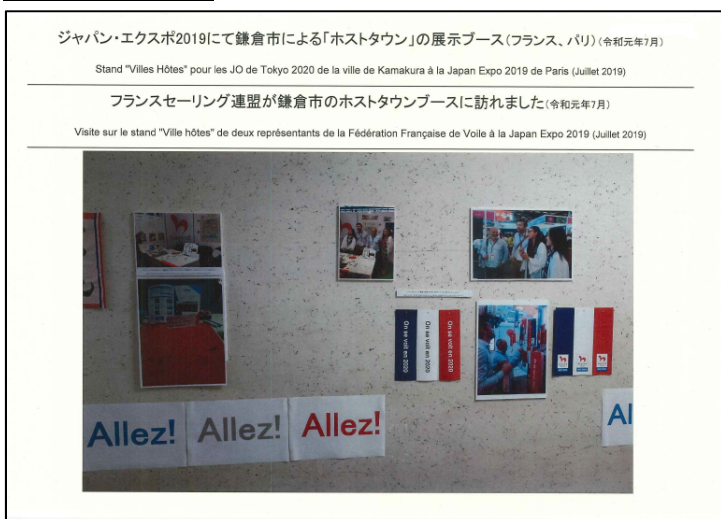 ジャパン・エクスポ2019にて鎌倉市による「ホストタウン」の展示ブース(フランス、パリ)(令和元年7月)
Stand "Villes Hôtes" pour les JO de Tokyo 2020 de la ville de Kamakura à la Japan Expo 2019 de Paris (Juillet 2019)
フランスセーリング連盟が鎌倉市のホストタウンブースに訪れました(令和元年7月)
Visite sur le stand "Ville hôtes" de deux représentants de la Fédération Française de Voile à la Japan Expo 2019 (Juillet 2019)
On se voit en 2020
On se voit en 2020
On se voit en 2020
Allez!
Allez!
Allez!
Al